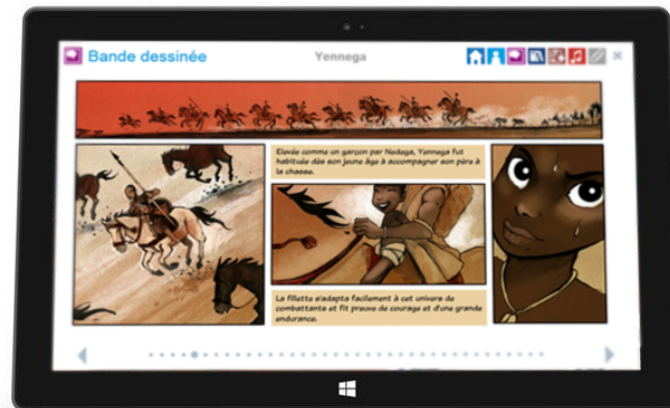 Bande dessinée
Yennega
Elevée comme un garçon par Nedega, Yennega fut
habituée dès son jeune âge à accompagner son père à
la chasse.
La fillette s'adapta facilement à cet univers de
combattants et fit preuve de courage et d'une grande
endurance.